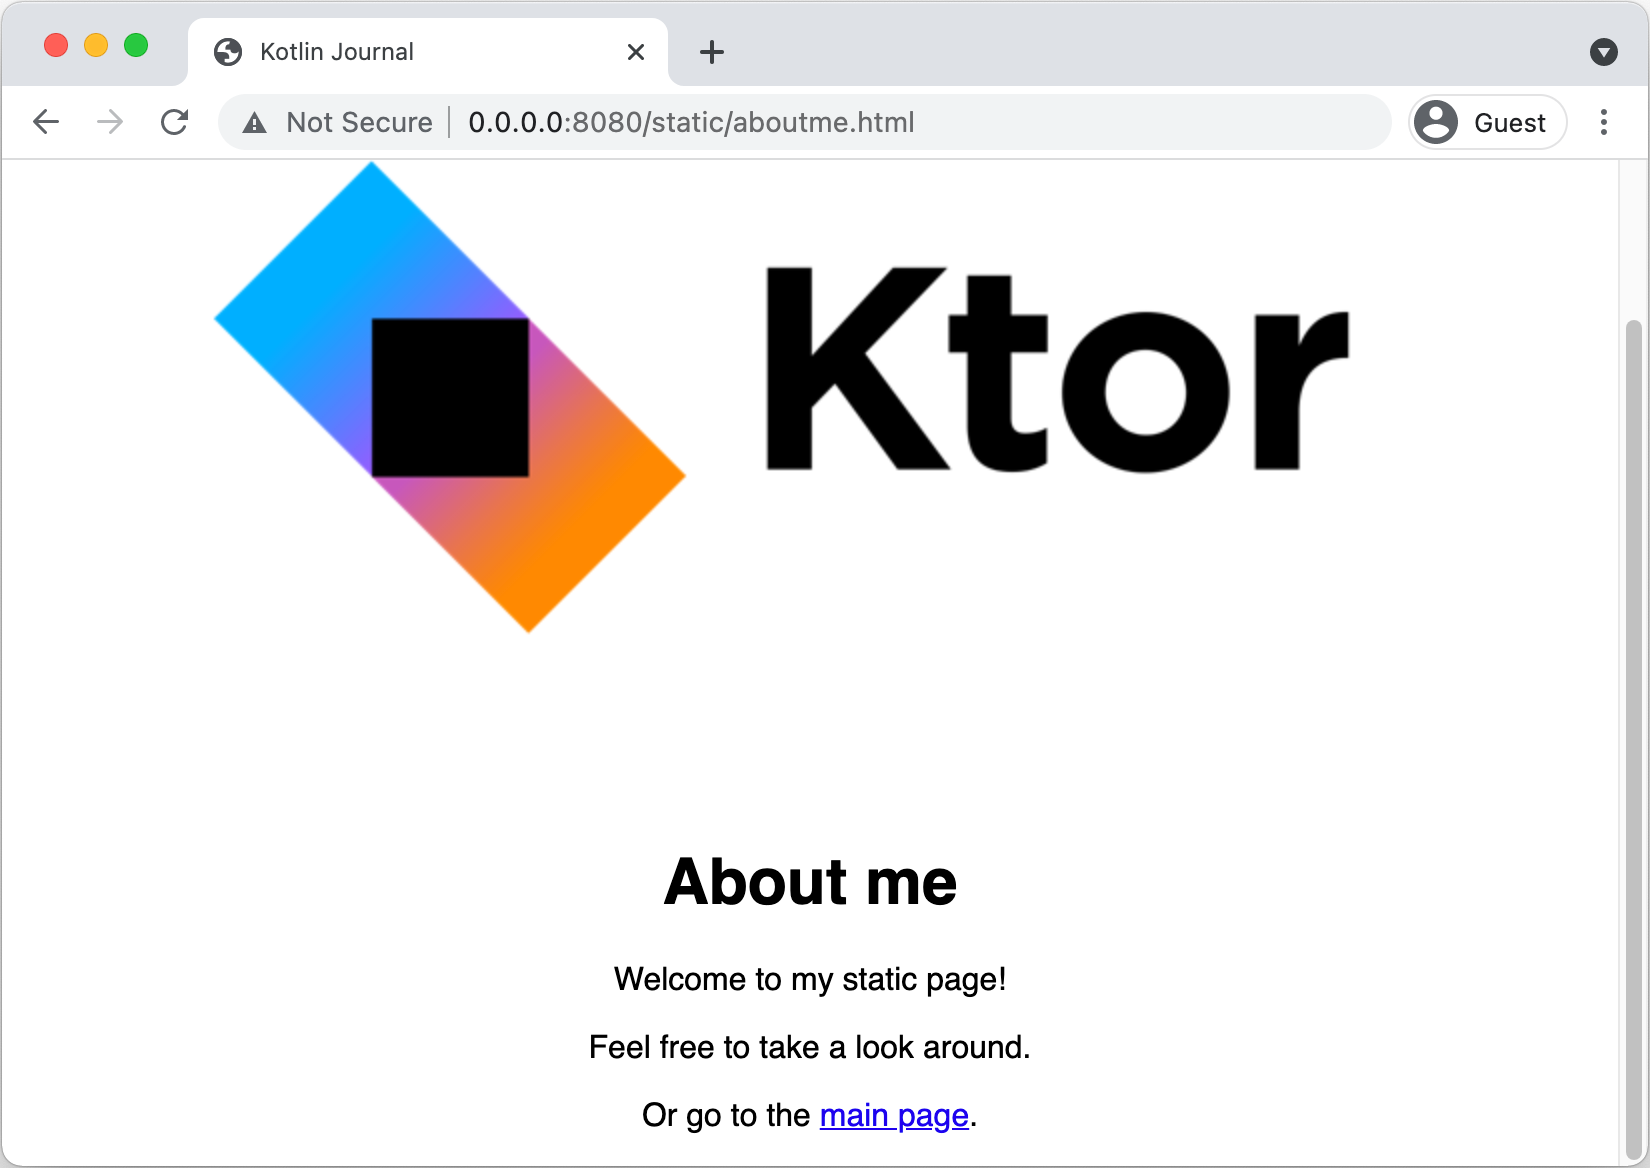 Kotlin Journal
Not Secure 0.0.0.0:8080/static/aboutme.html Guest
Ktor
About me
Welcome to my static page!
Feel free to take a look around.
Or go to the main page.